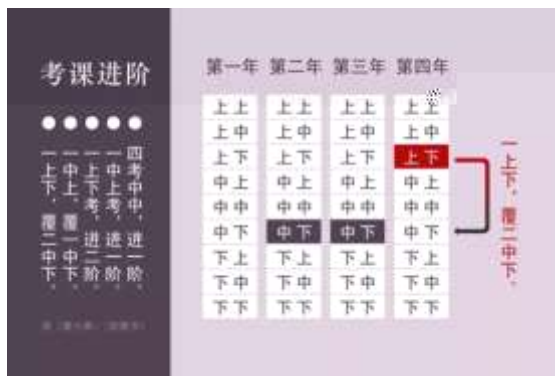 考课进阶
四考中中，进一阶。
一中上考，进一阶。
一上下考，进二阶。
一中上，覆一中下。
一上下，覆二中下。
第一年 第二年 第三年 第四年
上上 上上 上上 上上
上中 上中 上中 上中
上下 上下 上下 上下
中上 中上 中上 中上
中中 中中 中中 中中
中下 中下 中下 中下
下上 下上 下上 下上
下中 下中 下中 下中
下下 下下 下下 下下
一上下，覆二中下。